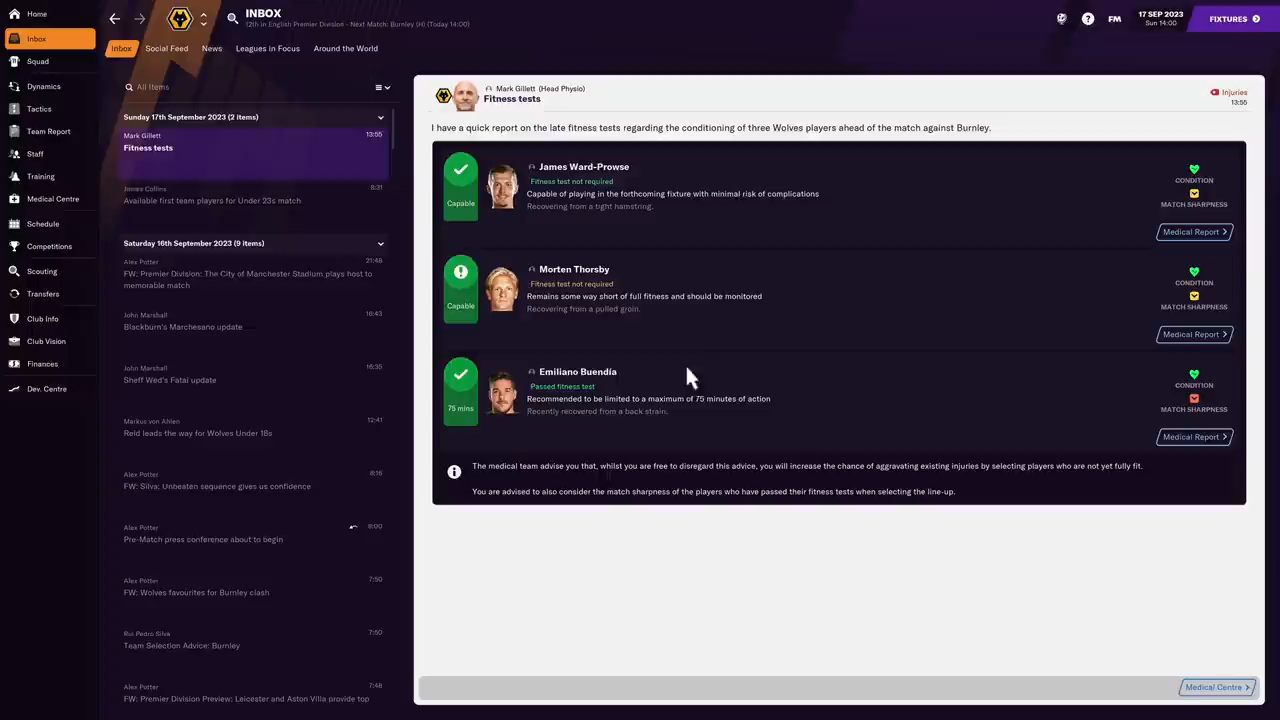 Home
Inbox
Squad
Dynamics
Tactics
Team Report
Staff
Training
Medical Centre
Schedule
Competitions
Scouting
Transfers
Club Info
Club Vision
Finances
Dev. Centre
INBOX
12th in English Premier Division - Next Match: Burnley (H) (Today 14:00)
FM
17 SEP 2023
Sun 14:00
FIXTURES
Inbox
Social Feed
News
Leagues in Focus
Around the World
All Items
Sunday 17th September 2023 (2 items)
Mark Gillett 13:55
Fitness tests
James Collins 8:31
Available first team players for Under 23s match
Saturday 16th September 2023 (9 items)
Alex Potter 21:48
FW: Premier Division: The City of Manchester Stadium plays host to
memorable match
John Marshall 16:43
Blackburn's Marchesano update
John Marshall 16:35
Sheff Wed's Fatai update
Markus von Ahlen 12:41
Reid leads the way for Wolves Under 18s
Alex Potter 8:16
FW: Silva: Unbeaten sequence gives us confidence
Alex Potter 8:00
Pre-Match press conference about to begin
Alex Potter 7:50
FW: Wolves favourites for Burnley clash
Rui Pedro Silva 7:50
Team Selection Advice: Burnley
Alex Potter 7:48
FW: Premier Division Preview: Leicester and Aston Villa provide top
Mark Gillett (Head Physio)
Fitness tests
Injuries
13:55
I have a quick report on the late fitness tests regarding the conditioning of three Wolves players ahead of the match against Burnley.
Capable
James Ward-Prowse
Fitness test not required
Capable of playing in the forthcoming fixture with minimal risk of complications
Recovering from a tight hamstring.
CONDITION
MATCH SHARPNESS
Medical Report
Capable
Morten Thorsby
Fitness test not required
Remains some way short of full fitness and should be monitored
Recovering from a pulled groin.
CONDITION
MATCH SHARPNESS
Medical Report
75 mins
Emiliano Buendía
Passed fitness test
Recommended to be limited to a maximum of 75 minutes of action
Recently recovered from a back strain.
CONDITION
MATCH SHARPNESS
Medical Report
The medical team advise you that, whilst you are free to disregard this advice, you will increase the chance of aggravating existing injuries by selecting players who are not yet fully fit.
You are advised to also consider the match sharpness of the players who have passed their fitness tests when selecting the line-up.
Medical Centre